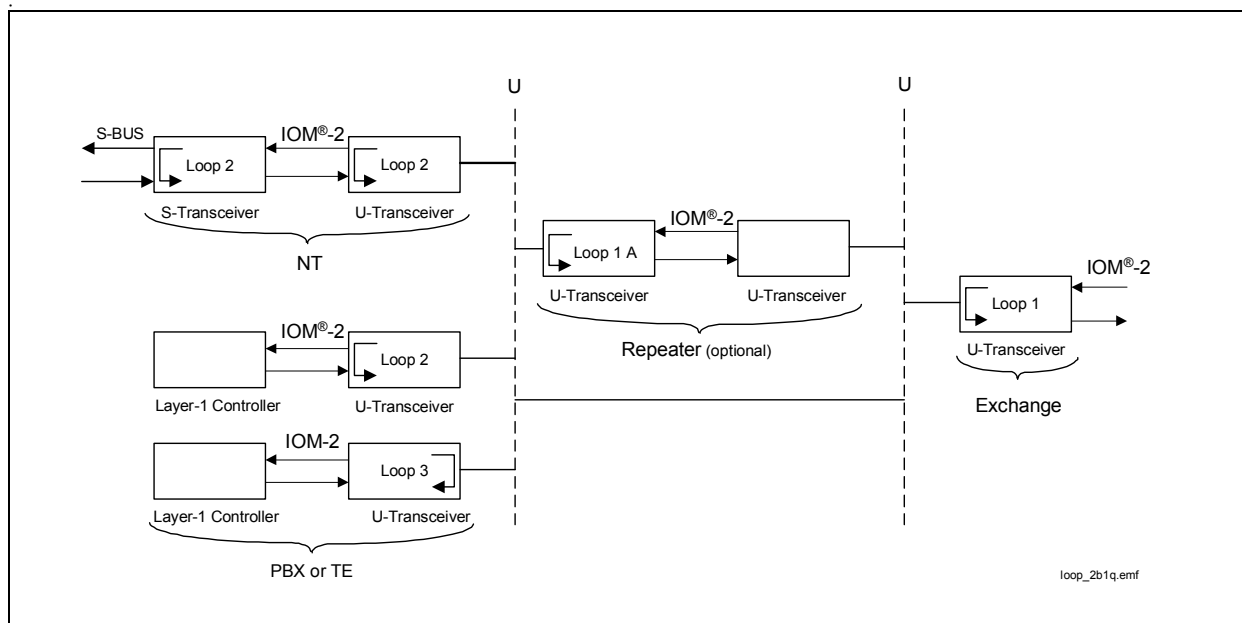 .
U U
S-BUS IOM®-2
Loop 2 Loop 2
S-Transceiver U-Transceiver
NT
IOM®-2
Loop 1 A
U-Transceiver U-Transceiver
Repeater (optional)
IOM®-2
Loop 1
U-Transceiver
Exchange
IOM®-2
Loop 2
Layer-1 Controller U-Transceiver
IOM-2
Loop 3
Layer-1 Controller U-Transceiver
PBX or TE
loop_2b1q.emf